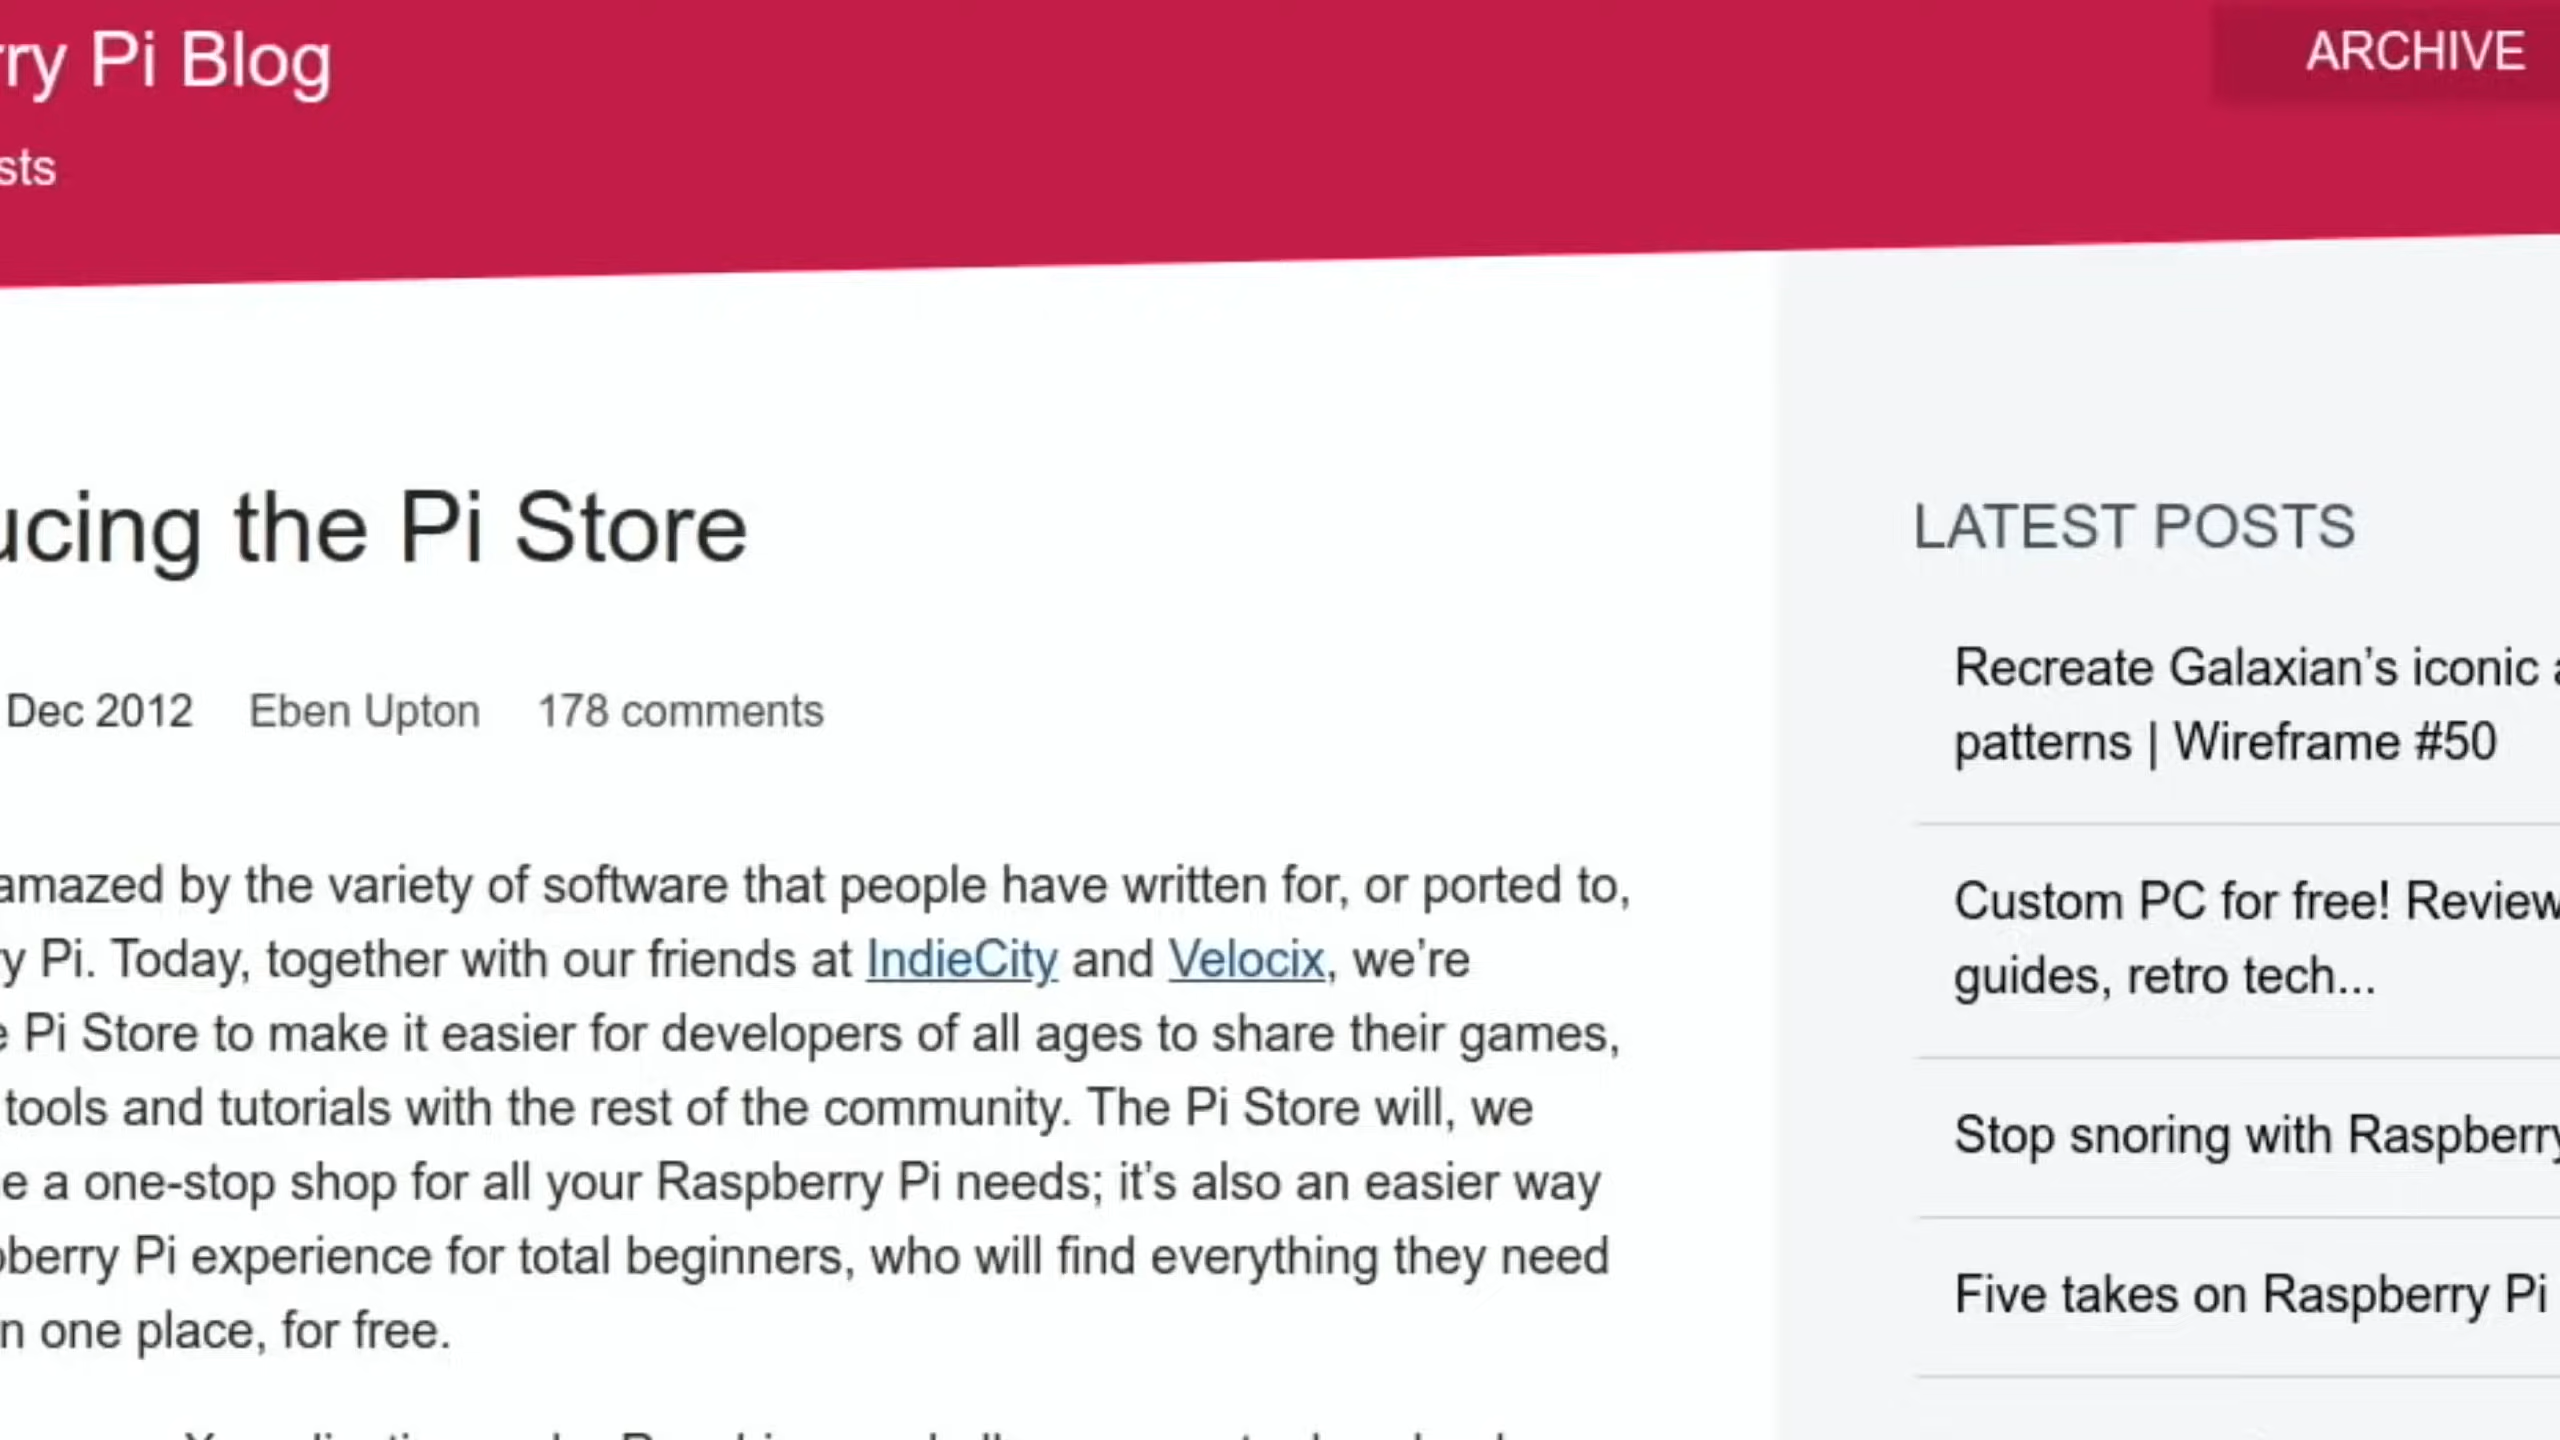 rry Pi Blog
ARCHIVE
sts
ucing the Pi Store
Dec 2012 Eben Upton 178 comments
amazed by the variety of software that people have written for, or ported to,
y Pi. Today, together with our friends at IndieCity and Velocix, we’re
e Pi Store to make it easier for developers of all ages to share their games,
tools and tutorials with the rest of the community. The Pi Store will, we
e a one-stop shop for all your Raspberry Pi needs; it’s also an easier way
berry Pi experience for total beginners, who will find everything they need
n one place, for free.
LATEST POSTS
Recreate Galaxian’s iconic a
patterns | Wireframe #50
Custom PC for free! Review
guides, retro tech...
Stop snoring with Raspberry
Five takes on Raspberry Pi